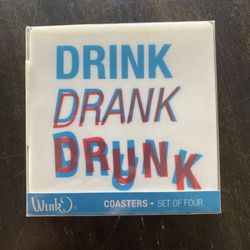 DRINK
DRANK
DRUNK
Wink
COASTERS • SET OF FOUR